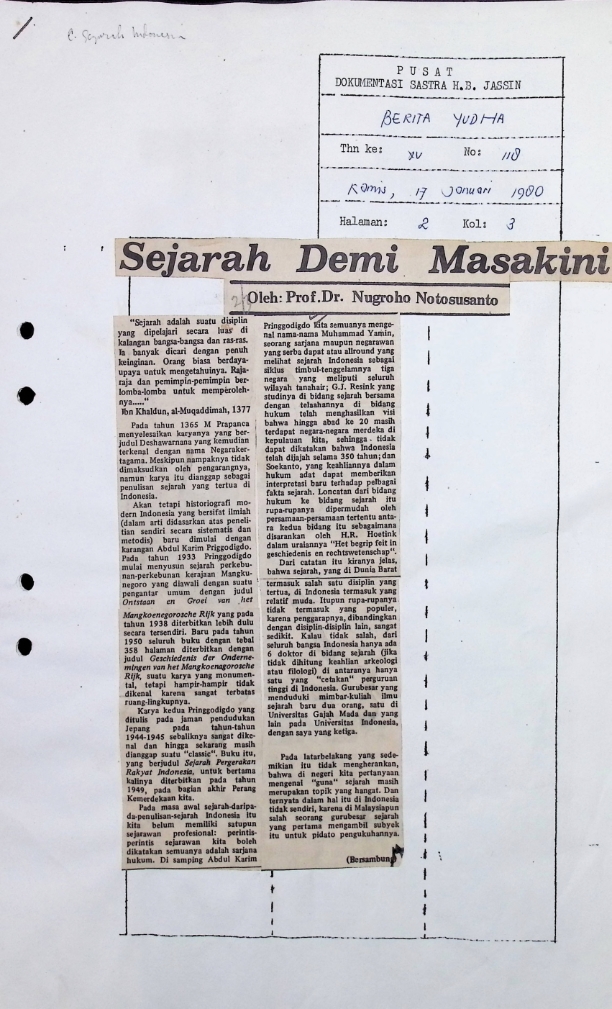 C. Sejarah Indonesia
PUSAT
DOKUMENTASI SASTRA H.B. JASSIN
BERITA YUDHA
Thn ke: XV No: 118
Kamis, 17 Januari 1980
Halaman: 2 Kol: 3
Sejarah Demi Masakini
Oleh: Prof.Dr. Nugroho Notosusanto
"Sejarah adalah suatu disiplin
yang dipelajari secara luas di
kalangan bangsa-bangsa dan ras-ras.
Ia banyak dicari dengan penuh
keinginan. Orang biasa berdaya-
upaya untuk mengetahuinya. Raja-
raja dan pemimpin-pemimpin ber-
lomba-lomba untuk memperoleh-
nya....."
Ibn Khaldun, al-Muqaddimah, 1377
Pada tahun 1365 M Prapanca
menyelesaikan karyanya yang ber-
judul Deshawarnana yang kemudian
terkenal dengan nama Negaraker-
tagama. Meskipun nampaknya tidak
dimaksudkan oleh pengarangnya,
namun karya itu dianggap sebagai
penulisan sejarah yang tertua di
Indonesia.
Akan tetapi historiografi mo-
dern Indonesia yang bersifat ilmiah
(dalam arti didasarkan atas peneli-
tian sendiri secara sistematis dan
metodis) baru dimulai dengan
karangan Abdul Karim Priggodigdo.
Pada tahun 1933 Pringgodigdo
mulai menyusun sejarah perkebu-
nan-perkebunan kerajaan Mangku-
negoro yang diawali dengan suatu
pengantar umum dengan judul
Ontstaan en Groei van het
Mangkoenegorosche Rijk yang pada
tahun 1938 diterbitkan lebih dulu
secara tersendiri. Baru pada tahun
1950 seluruh buku dengan tebal
358 halaman diterbitkan dengan
judul Geschiedenis der Onderne-
mingen van het Mangkoenagorosche
Rijk, suatu karya yang monumen-
tal, tetapi hampir-hampir tidak
dikenal karena sangat terbatas
ruang-lingkupnya.
Karya kedua Pringgodigdo yang
ditulis pada jaman pendudukan
Jepang pada tahun-tahun
1944-1945 sebaliknya sangat dike-
nal dan hingga sekarang masih
dianggap suatu "classic". Buku itu,
yang berjudul Sejarah Pergerakan
Rakyat Indonesia, untuk bertama
kalinya diterbitkan pada tahun
1949, pada bagian akhir Perang
Kemerdekaan kita.
Pada masa awal sejarah-daripa-
da-penulisan-sejarah Indonesia itu
kita belum memiliki satupun
sejarawan profesional: perintis-
perintis sejarawan kita boleh
dikatakan semuanya adalah sarjana
hukum. Di samping Abdul Karim
Pringgodigdo kita semuanya menge-
nal nama-nama Muhammad Yamin,
seorang sarjana maupun negarawan
yang serba dapat atau allround yang
melihat sejarah Indonesia sebagai
siklus timbul-tenggelamnya tiga
negara yang meliputi seluruh
wilayah tanahair; G.J. Resink yang
studinya di bidang sejarah bersama
dengan telaahannya di bidang
hukum telah menghasilkan visi
bahwa hingga abad ke 20 masih
terdapat negara-negara merdeka di
kepulauan kita, sehingga tidak
dapat dikatakan bahwa Indonesia
telah dijajah selama 350 tahun; dan
Soekanto, yang keahliannya dalam
hukum adat dapat memberikan
interpretasi baru terhadap pelbagai
fakta sejarah. Loncatan dari bidang
hukum ke bidang sejarah itu
rupa-rupanya dipermudah oleh
persamaan-persamaan tertentu anta-
ra kedua bidang itu sebagaimana
disarankan oleh H.R. Hoetink
dalam uraiannya "Het begrip feit in
geschiedenis en rechtswetenschap".
Dari catatan itu kiranya jelas,
bahwa sejarah, yang di Dunia Barat
termasuk salah satu disiplin yang
tertua, di Indonesia termasuk yang
relatif muda. Itupun rupa-rupanya
tidak termasuk yang populer,
karena penggarapnya, dibandingkan
dengan disiplin-disiplin lain, sangat
sedikit. Kalau tidak salah, dari
seluruh bangsa Indonesia hanya ada
6 doktor di bidang sejarah (jika
tidak dihitung keahlian arkeologi
atau filologi) di antaranya hanya
satu yang "cetakan" perguruan
tinggi di Indonesia. Gurubesar yang
menduduki mimbar-kuliah ilmu
sejarah baru dua orang, satu di
Universitas Gajah Mada dan yang
lain pada Universitas Indonesia,
dengan saya yang ketiga.
Pada latarbelakang yang sede-
mikian itu tidak mengherankan,
bahwa di negeri kita pertanyaan
mengenai "guna" sejarah masih
merupakan topik yang hangat. Dan
ternyata dalam hal itu di Indonesia
tidak sendiri, karena di Malaysiapun
salah seorang gurubesar sejarah
yang pertama mengambil subyek
itu untuk pidato pengukuhannya.
(Bersambung)